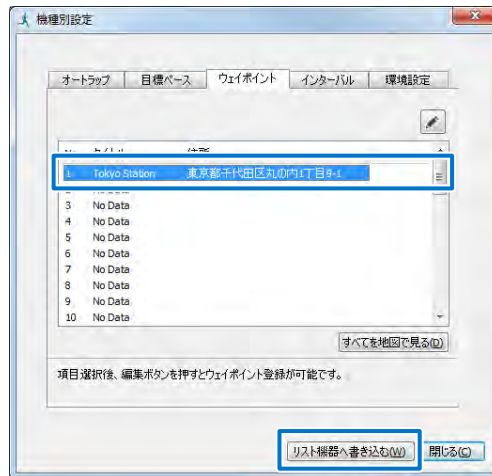 機種別設定
オートラップ 目標ペース ウェイポイント インターバル 環境設定
1 Tokyo Station 東京都千代田区丸の内1丁目9-1
3 No Data
4 No Data
5 No Data
6 No Data
7 No Data
8 No Data
9 No Data
10 No Data
すべてを地図で見る(D)
項目選択後、編集ボタンを押すとウェイポイント登録が可能です。
リスト機器へ書き込む(W) 閉じる(C)